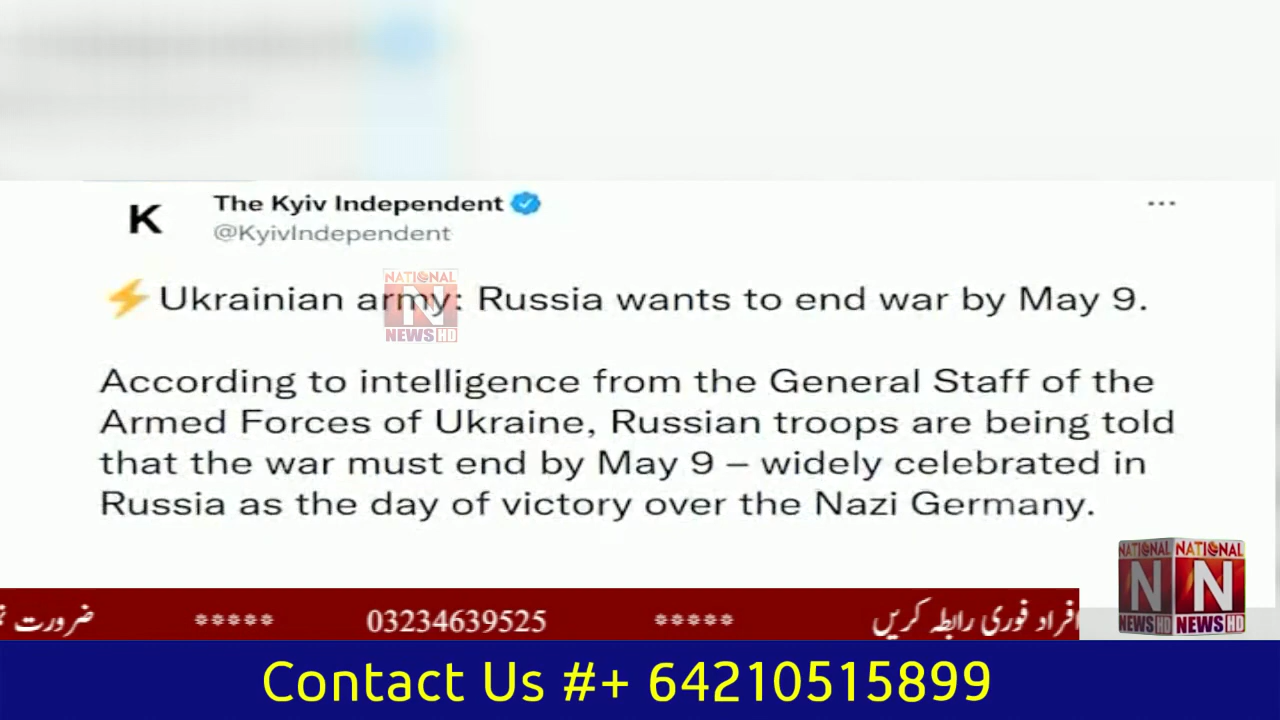 The Kyiv Independent
@KyivIndependent
⚡Ukrainian army: Russia wants to end war by May 9.
NATIONAL
N
NEWS HD
According to intelligence from the General Staff of the
Armed Forces of Ukraine, Russian troops are being told
that the war must end by May 9 – widely celebrated in
Russia as the day of victory over the Nazi Germany.
NATIONAL NATIONAL
N N
NEWS HD NEWS HD
افراد فوری رابطہ کریں ***** 03234639525 ***** ضرورت
Contact Us #+ 64210515899